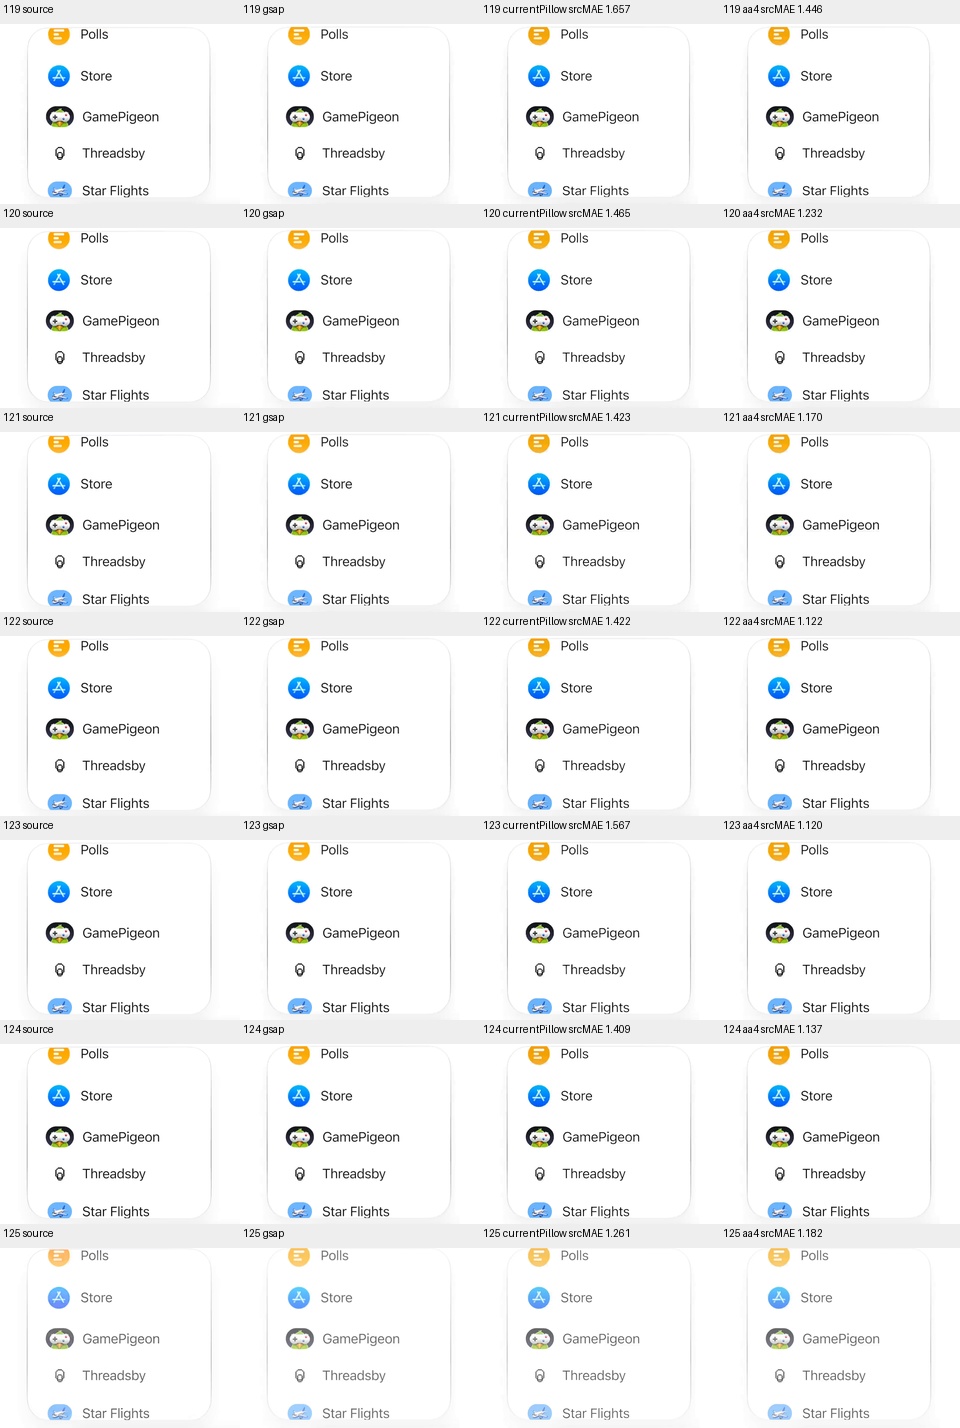 119 source 119 gsap 119 currentPillow srcMAE 1.657 119 aa4 srcMAE 1.446
Polls Polls Polls Polls
Store Store Store Store
GamePigeon GamePigeon GamePigeon GamePigeon
Threadsby Threadsby Threadsby Threadsby
Star Flights Star Flights Star Flights Star Flights
120 source 120 gsap 120 currentPillow srcMAE 1.465 120 aa4 srcMAE 1.232
Polls Polls Polls Polls
Store Store Store Store
GamePigeon GamePigeon GamePigeon GamePigeon
Threadsby Threadsby Threadsby Threadsby
Star Flights Star Flights Star Flights Star Flights
121 source 121 gsap 121 currentPillow srcMAE 1.423 121 aa4 srcMAE 1.170
Polls Polls Polls Polls
Store Store Store Store
GamePigeon GamePigeon GamePigeon GamePigeon
Threadsby Threadsby Threadsby Threadsby
Star Flights Star Flights Star Flights Star Flights
122 source 122 gsap 122 currentPillow srcMAE 1.422 122 aa4 srcMAE 1.122
Polls Polls Polls Polls
Store Store Store Store
GamePigeon GamePigeon GamePigeon GamePigeon
Threadsby Threadsby Threadsby Threadsby
Star Flights Star Flights Star Flights Star Flights
123 source 123 gsap 123 currentPillow srcMAE 1.567 123 aa4 srcMAE 1.120
Polls Polls Polls Polls
Store Store Store Store
GamePigeon GamePigeon GamePigeon GamePigeon
Threadsby Threadsby Threadsby Threadsby
Star Flights Star Flights Star Flights Star Flights
124 source 124 gsap 124 currentPillow srcMAE 1.409 124 aa4 srcMAE 1.137
Polls Polls Polls Polls
Store Store Store Store
GamePigeon GamePigeon GamePigeon GamePigeon
Threadsby Threadsby Threadsby Threadsby
Star Flights Star Flights Star Flights Star Flights
125 source 125 gsap 125 currentPillow srcMAE 1.261 125 aa4 srcMAE 1.182
Polls Polls Polls Polls
Store Store Store Store
GamePigeon GamePigeon GamePigeon GamePigeon
Threadsby Threadsby Threadsby Threadsby
Star Flights Star Flights Star Flights Star Flights